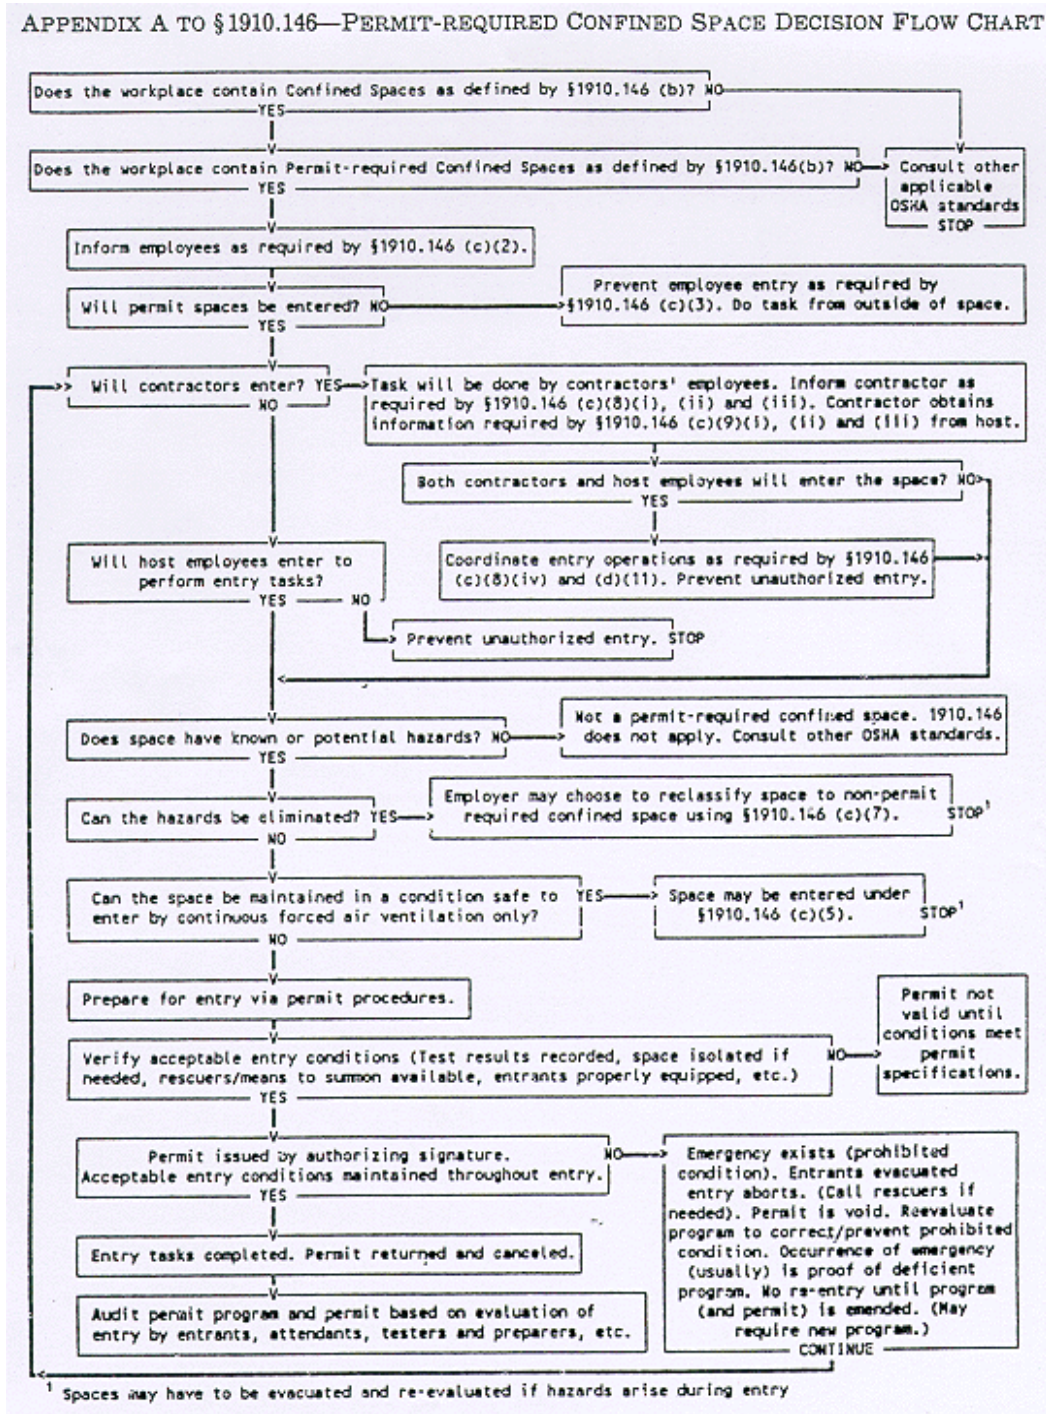 APPENDIX A TO §1910.146—PERMIT-REQUIRED CONFINED SPACE DECISION FLOW CHART
Does the workplace contain Confined Spaces as defined by §1910.146 (b)? NO
YES
Does the workplace contain Permit-required Confined Spaces as defined by §1910.146(b)? NO
YES
Consult other
applicable
OSHA standards
STOP
Inform employees as required by §1910.146 (c)(2).
Will permit spaces be entered? NO
YES
Prevent employee entry as required by
§1910.146 (c)(3). Do task from outside of space.
Will contractors enter? YES
NO
Task will be done by contractors' employees. Inform contractor as
required by §1910.146 (c)(8)(i), (ii) and (iii). Contractor obtains
information required by §1910.146 (c)(9)(i), (ii) and (iii) from host.
Both contractors and host employees will enter the space? NO
YES
Will host employees enter to
perform entry tasks?
YES NO
Coordinate entry operations as required by §1910.146
(c)(8)(iv) and (d)(11). Prevent unauthorized entry.
Prevent unauthorized entry. STOP
Does space have known or potential hazards? NO
YES
Not a permit-required confined space. 1910.146
does not apply. Consult other OSHA standards.
Can the hazards be eliminated? YES
NO
Employer may choose to reclassify space to non-permit
required confined space using §1910.146 (c)(7). STOP¹
Can the space be maintained in a condition safe to YES
enter by continuous forced air ventilation only?
NO
Space may be entered under
§1910.146 (c)(5). STOP¹
Prepare for entry via permit procedures.
Verify acceptable entry conditions (Test results recorded, space isolated if NO
needed, rescuers/means to summon available, entrants properly equipped, etc.)
YES
Permit not
valid until
conditions meet
permit
specifications.
Permit issued by authorizing signature. NO
Acceptable entry conditions maintained throughout entry.
YES
Emergency exists (prohibited
condition). Entrants evacuated
entry aborts. (Call rescuers if
needed). Permit is void. Reevaluate
program to correct/prevent prohibited
condition. Occurrence of emergency
(usually) is proof of deficient
program. No re-entry until program
(and permit) is emended. (May
require new program.)
CONTINUE
Entry tasks completed. Permit returned and canceled.
Audit permit program and permit based on evaluation of
entry by entrants, attendants, testers and preparers, etc.
¹ Spaces may have to be evacuated and re-evaluated if hazards arise during entry